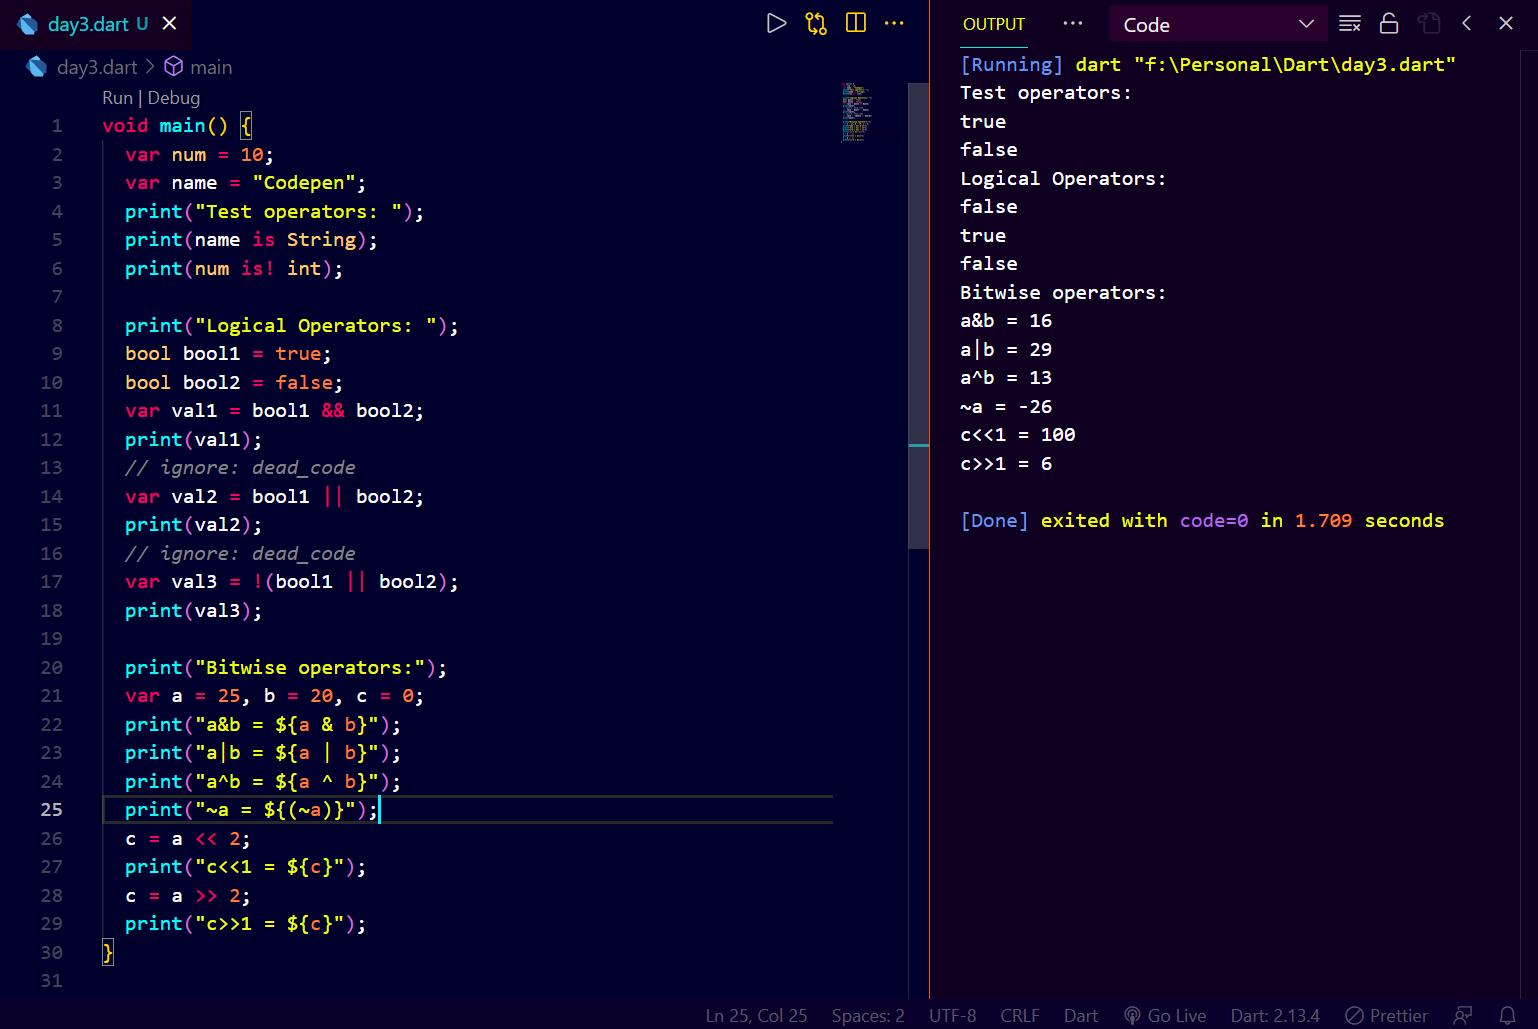 day3.dart U
day3.dart > main
Run | Debug
1 void main() {
2 var num = 10;
3 var name = "Codepen";
4 print("Test operators: ");
5 print(name is String);
6 print(num is! int);
7
8 print("Logical Operators: ");
9 bool bool1 = true;
10 bool bool2 = false;
11 var val1 = bool1 && bool2;
12 print(val1);
13 // ignore: dead_code
14 var val2 = bool1 || bool2;
15 print(val2);
16 // ignore: dead_code
17 var val3 = !(bool1 || bool2);
18 print(val3);
19
20 print("Bitwise operators:");
21 var a = 25, b = 20, c = 0;
22 print("a&b = ${a & b}");
23 print("a|b = ${a | b}");
24 print("a^b = ${a ^ b}");
25 print("~a = ${(~a)}");
26 c = a << 2;
27 print("c<<1 = ${c}");
28 c = a >> 2;
29 print("c>>1 = ${c}");
30 }
31
OUTPUT ... Code
[Running] dart "f:\Personal\Dart\day3.dart"
Test operators:
true
false
Logical Operators:
false
true
false
Bitwise operators:
a&b = 16
a|b = 29
a^b = 13
~a = -26
c<<1 = 100
c>>1 = 6
[Done] exited with code=0 in 1.709 seconds
Ln 25, Col 25 Spaces: 2 UTF-8 CRLF Dart Go Live Dart: 2.13.4 Prettier